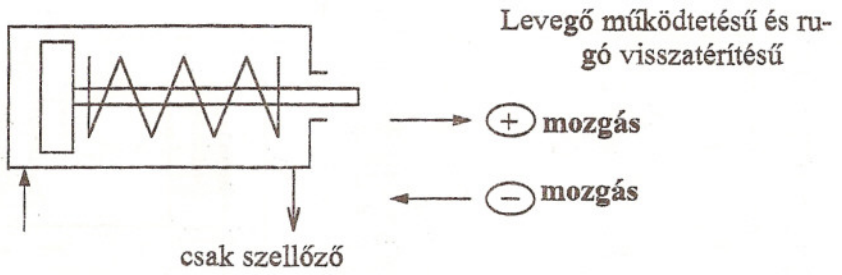 Levegő működtetésű és ru-
gó visszatérítésű
+ mozgás
- mozgás
csak szellőző